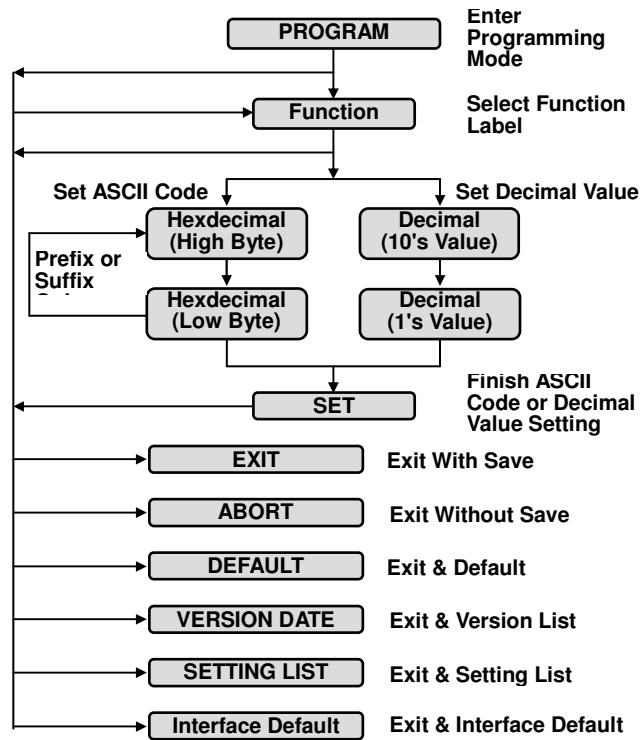 PROGRAM
Enter
Programming
Mode
Function
Select Function
Label
Set ASCII Code
Set Decimal Value
Hexdecimal
(High Byte)
Decimal
(10's Value)
Prefix or
Suffix
Hexdecimal
(Low Byte)
Decimal
(1's Value)
SET
Finish ASCII
Code or Decimal
Value Setting
EXIT
Exit With Save
ABORT
Exit Without Save
DEFAULT
Exit & Default
VERSION DATE
Exit & Version List
SETTING LIST
Exit & Setting List
Interface Default
Exit & Interface Default